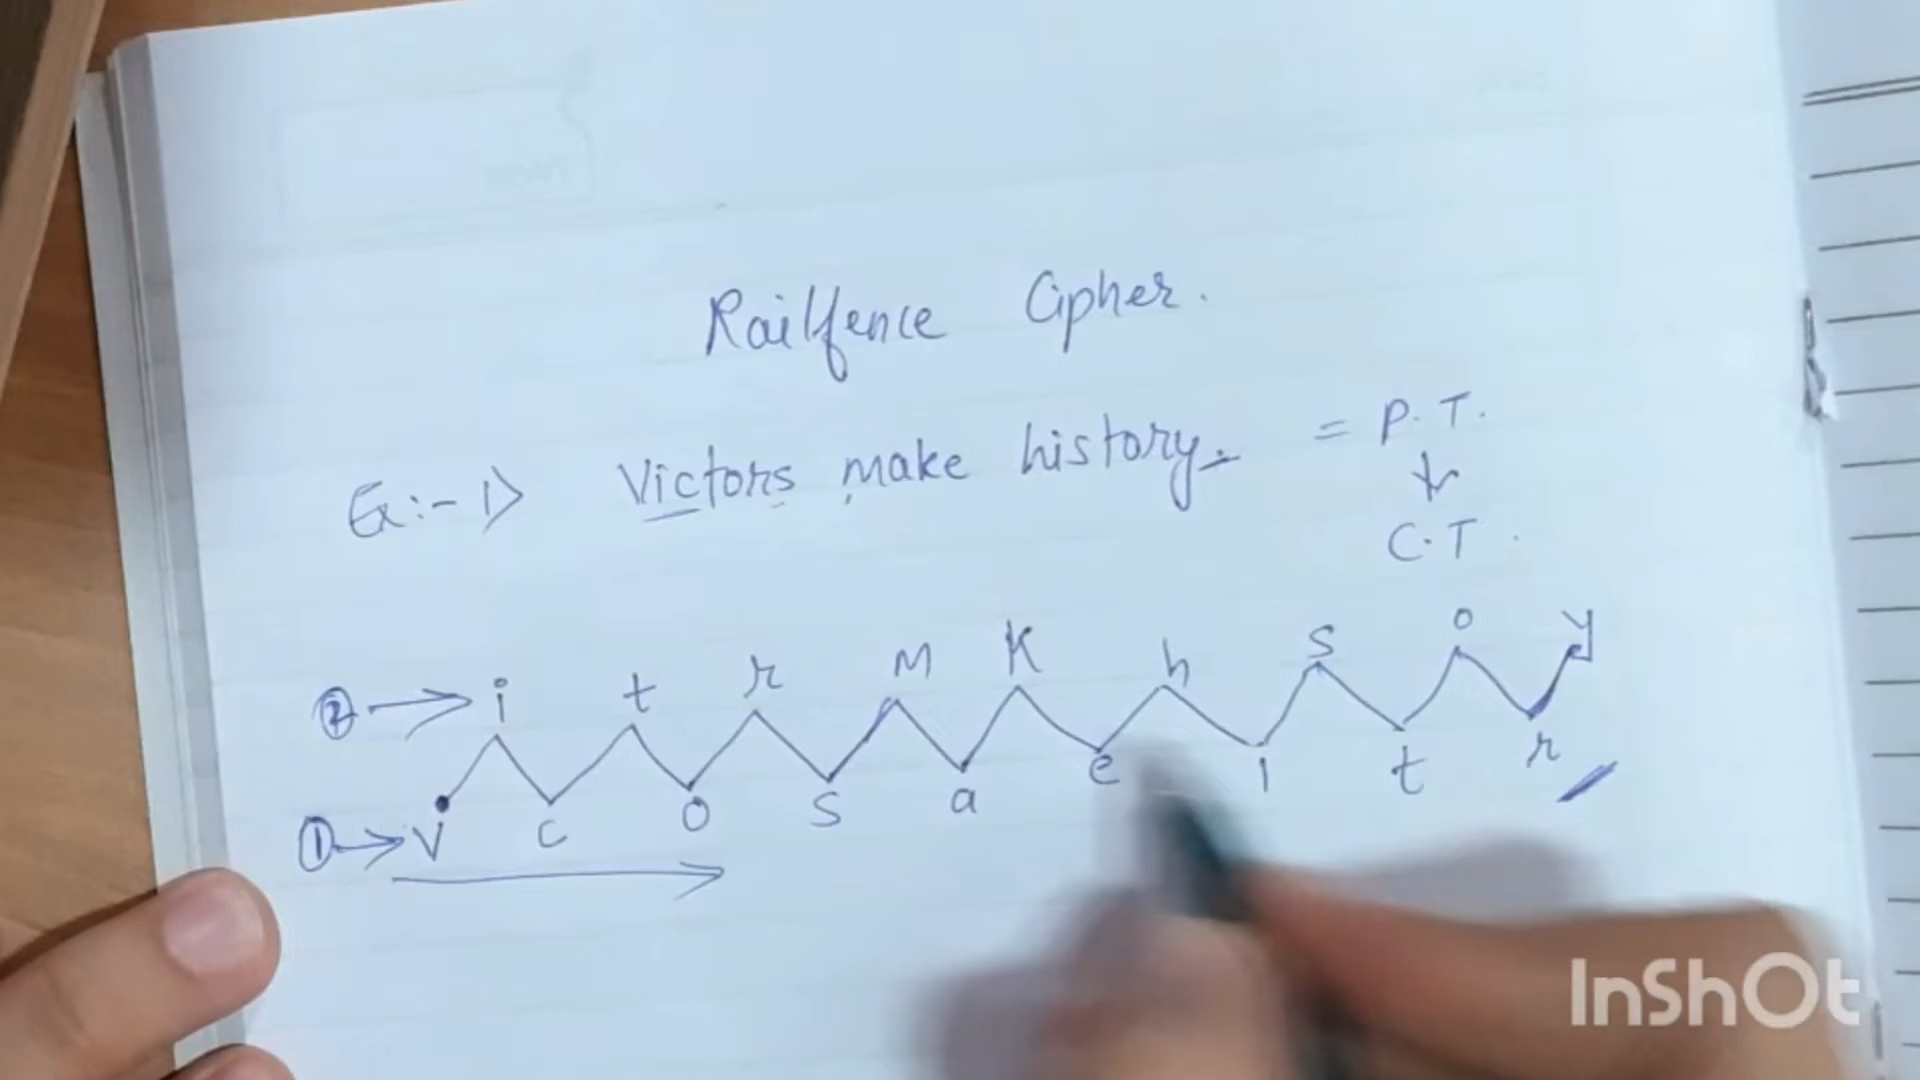 Railfence Cipher.
Ex:- 1> Victors make history. = P.T.
C.T.
② → i t r M K h s o y
① → V c o s a e i t r
InShOt